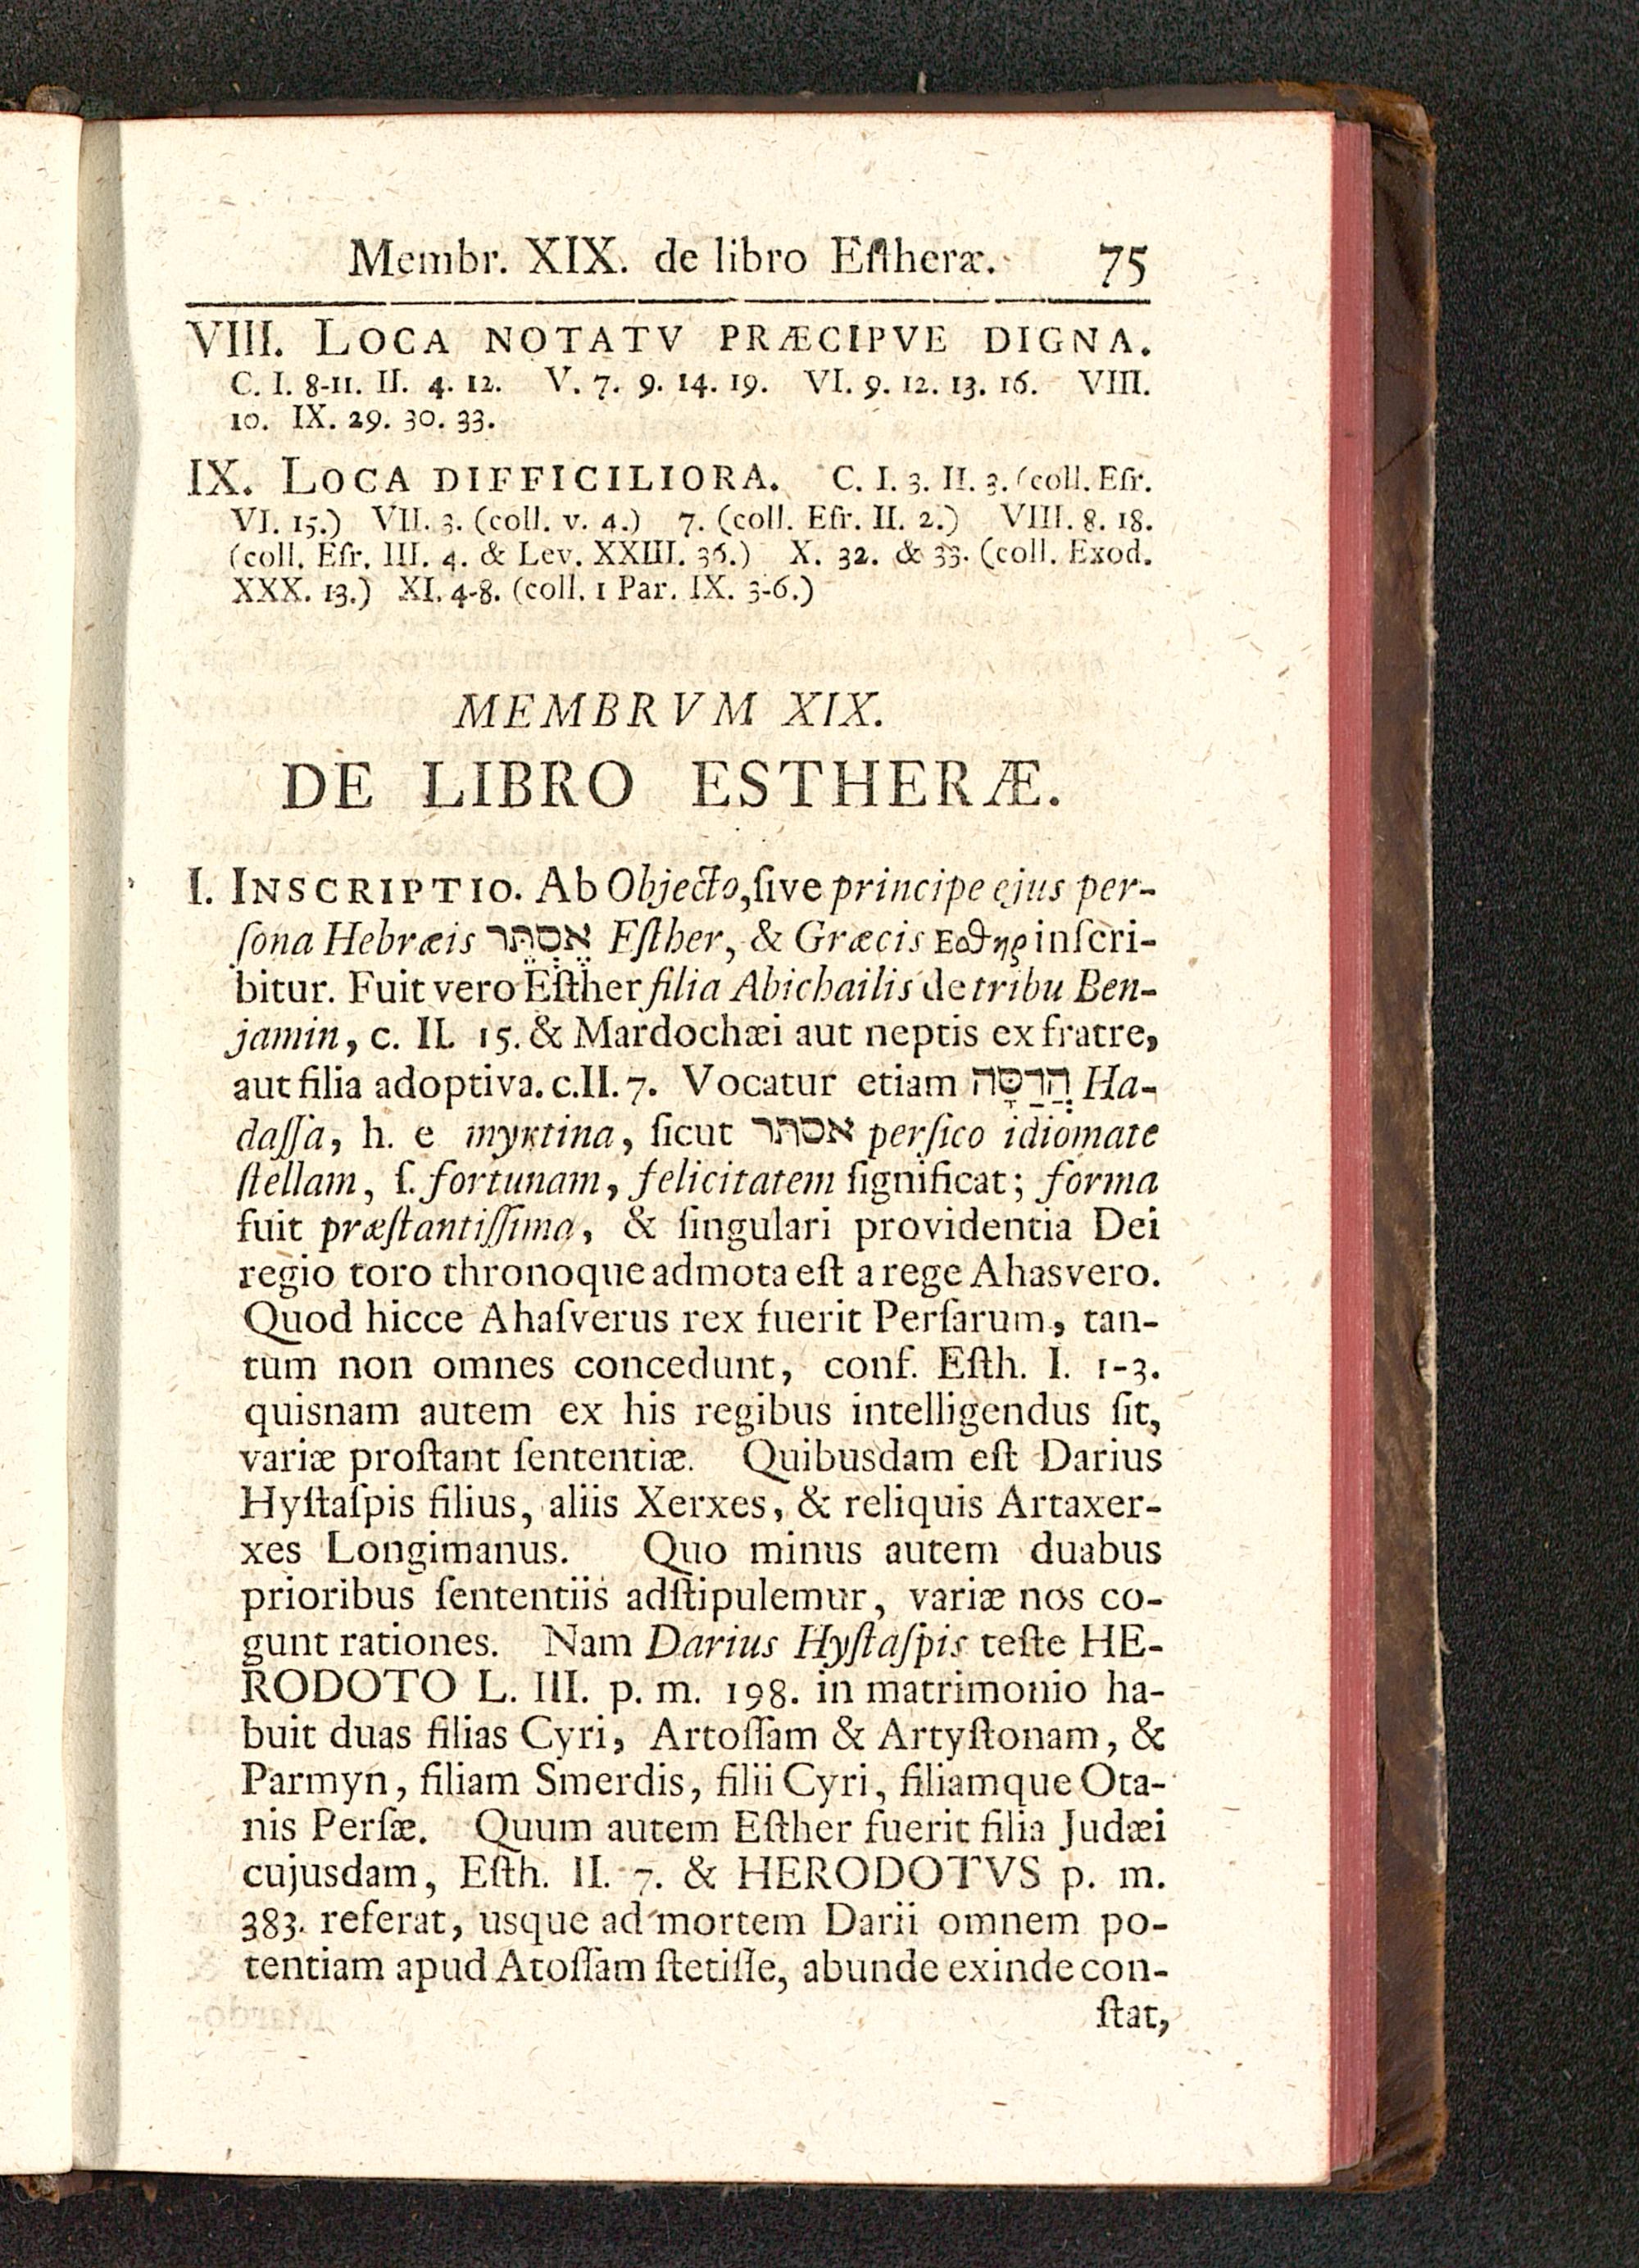 Membr. XIX. de libro Eſtheræ. 75
VIII. LOCA NOTATV PRÆCIPVE DIGNA.
C. I. 8-11. II. 4. 12. V. 7. 9. 14. 19. VI. 9. 12. 13. 16. VIII.
10. IX. 29. 30. 33.
IX. LOCA DIFFICILIORA. C. I. 3. II. 3. (coll. Eſr.
VI. 15.) VII. 3. (coll. v. 4.) 7. (coll. Eſr. II. 2.) VIII. 8. 18.
(coll. Eſr. III. 4. & Lev. XXIII. 36.) X. 32. & 33. (coll. Exod.
XXX. 13.) XI. 4-8. (coll. 1 Par. IX. 3-6.)
MEMBRVM XIX.
DE LIBRO ESTHERÆ.
I. INSCRIPTIO. Ab Objecto, ſive principe ejus per-
ſona Hebræis אֶסְתֵּר Eſther, & Græcis Εσθης inſcri-
bitur. Fuit vero Eſther filia Abichailis de tribu Ben-
jamin, c. II. 15. & Mardochæi aut neptis ex fratre,
aut filia adoptiva. c. II. 7. Vocatur etiam הֲדַסָּה Ha-
daſſa, h. e myrtina, ſicut אסתר perſico idiomate
ſtellam, ſ. fortunam, felicitatem ſignificat; forma
fuit præſtantiſſima, & ſingulari providentia Dei
regio toro thronoque admota eſt a rege Ahasvero.
Quod hicce Ahaſverus rex fuerit Perſarum, tan-
tum non omnes concedunt, conf. Eſth. I. 1-3.
quisnam autem ex his regibus intelligendus ſit,
variæ proſtant ſententiæ. Quibusdam eſt Darius
Hyſtaſpis filius, aliis Xerxes, & reliquis Artaxer-
xes Longimanus. Quo minus autem duabus
prioribus ſententiis adſtipulemur, variæ nos co-
gunt rationes. Nam Darius Hyſtaſpis teſte HE-
RODOTO L. III. p. m. 198. in matrimonio ha-
buit duas filias Cyri, Artoſſam & Artyſtonam, &
Parmyn, filiam Smerdis, filii Cyri, filiamque Ota-
nis Perſæ. Quum autem Eſther fuerit filia Judæi
cujusdam, Eſth. II. 7. & HERODOTVS p. m.
383. referat, usque ad mortem Darii omnem po-
tentiam apud Atoſſam ſtetiſſe, abunde exinde con-
ſtat,